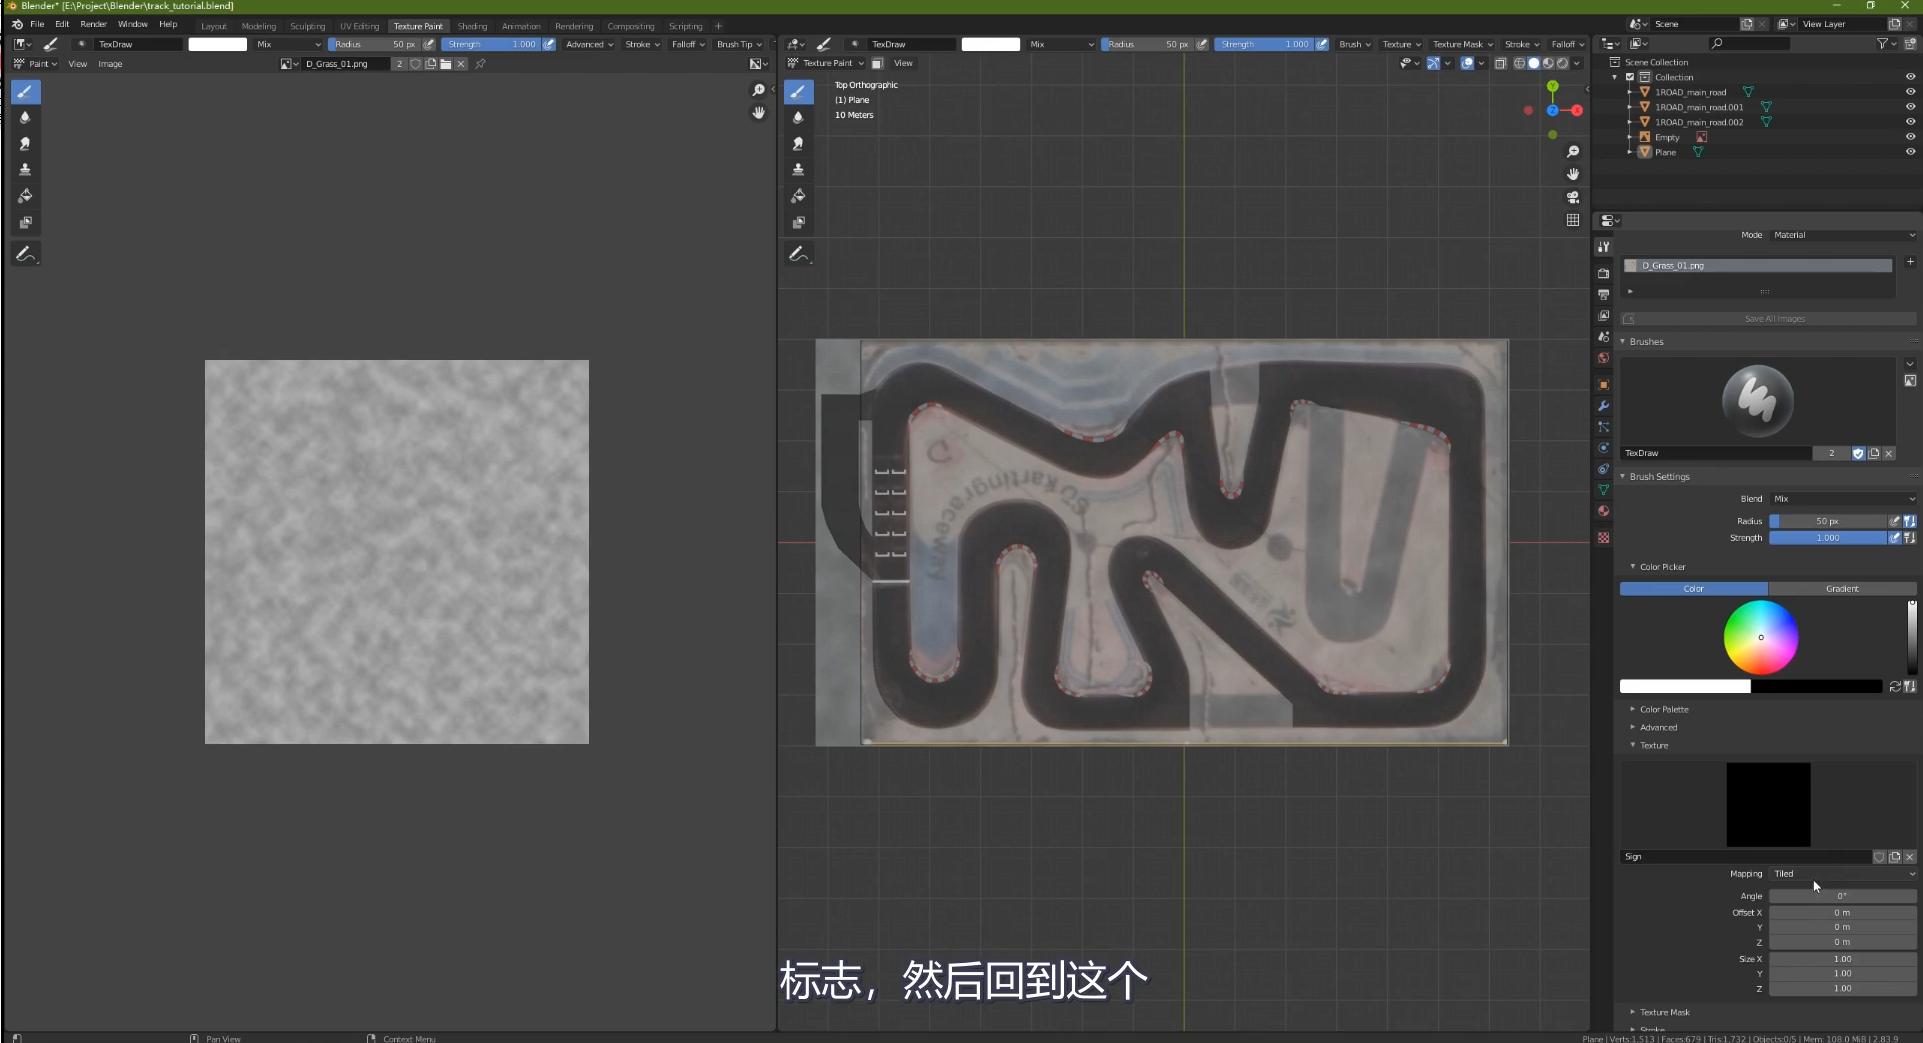 Blender* [E:\Project\Blender\track_tutorial.blend]
File Edit Render Window Help
Layout Modeling Sculpting UV Editing Texture Paint Shading Animation Rendering Compositing Scripting +
Scene View Layer
TexDraw Mix Radius 50 px Strength 1.000 Advanced Stroke Falloff Brush Tip
Paint View Image D_Grass_01.png 2
TexDraw Mix Radius 50 px Strength 1.000 Brush Texture Texture Mask Stroke Falloff
Texture Paint View
Top Orthographic
(1) Plane
10 Meters
Y
Z
X
SDkartingraceway
Scene Collection
Collection
1ROAD_main_road
1ROAD_main_road.001
1ROAD_main_road.002
Empty
Plane
Mode Material
D_Grass_01.png
Save All Images
Brushes
TexDraw 2
Brush Settings
Blend Mix
Radius 50 px
Strength 1.000
Color Picker
Color Gradient
Color Palette
Advanced
Texture
Sign
Mapping Tiled
Angle 0°
Offset X 0 m
Y 0 m
Z 0 m
Size X 1.00
Y 1.00
Z 1.00
Texture Mask
Stroke
标志，然后回到这个
Pan View Context Menu
Plane | Verts:1,513 | Faces:679 | Tris:1,732 | Objects:0/5 | Mem: 108.0 MiB | 2.83.9